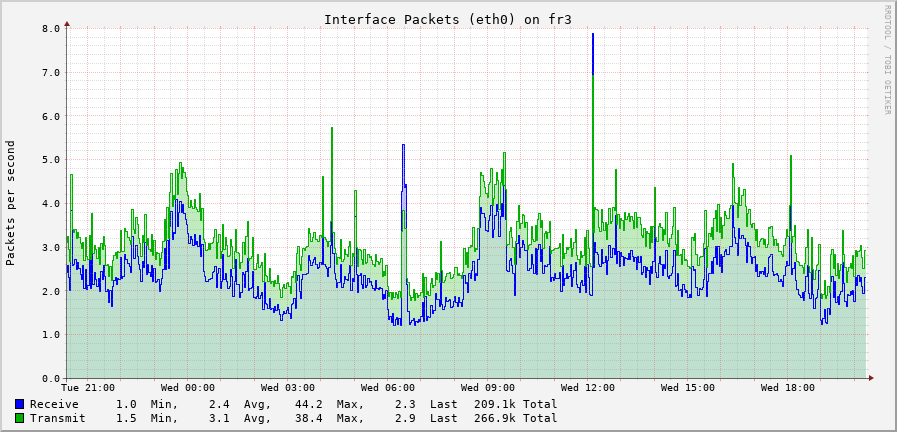 Interface Packets (eth0) on fr3
RRDTOOL / TOBI OETIKER
Packets per second
8.0
7.0
6.0
5.0
4.0
3.0
2.0
1.0
0.0
Tue 21:00 Wed 00:00 Wed 03:00 Wed 06:00 Wed 09:00 Wed 12:00 Wed 15:00 Wed 18:00
Receive 1.0 Min, 2.4 Avg, 44.2 Max, 2.3 Last 209.1k Total
Transmit 1.5 Min, 3.1 Avg, 38.4 Max, 2.9 Last 266.9k Total